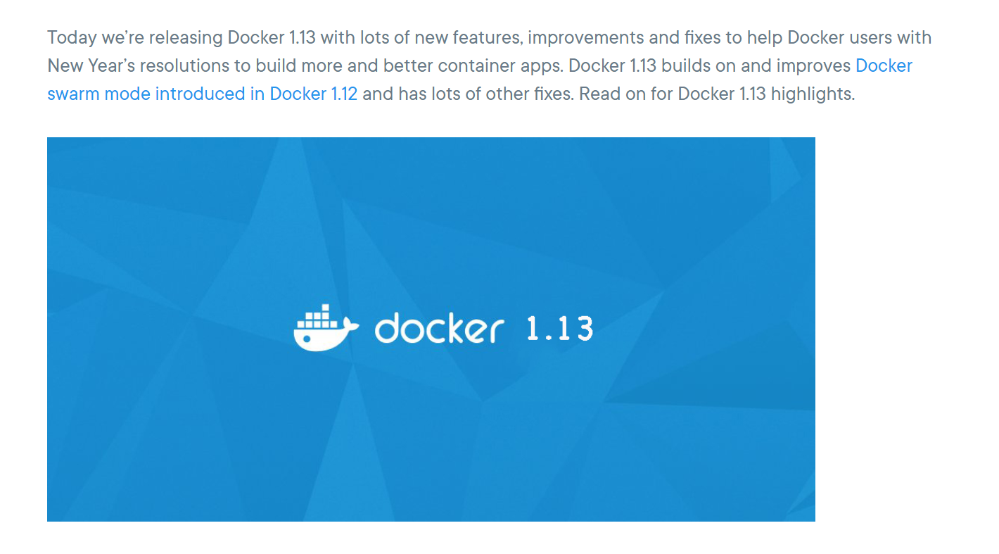 Today we’re releasing Docker 1.13 with lots of new features, improvements and fixes to help Docker users with
New Year’s resolutions to build more and better container apps. Docker 1.13 builds on and improves Docker
swarm mode introduced in Docker 1.12 and has lots of other fixes. Read on for Docker 1.13 highlights.
docker 1.13